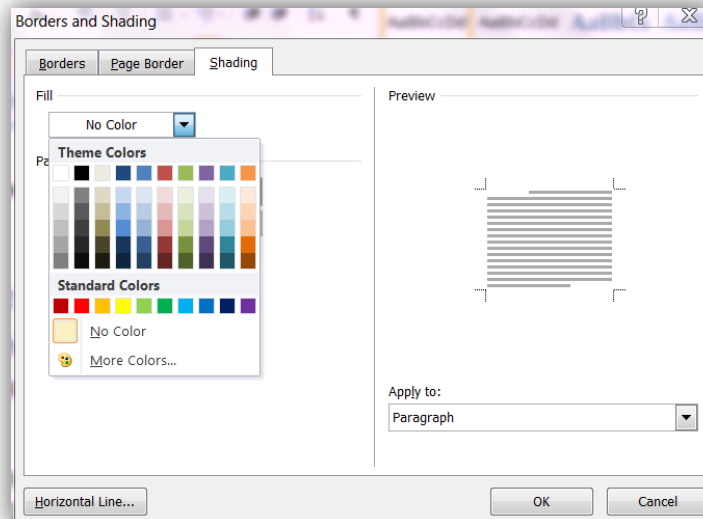 Borders and Shading
Borders Page Border Shading
Fill
No Color
Pa
Theme Colors
Standard Colors
No Color
More Colors...
Preview
Apply to:
Paragraph
Horizontal Line...
OK Cancel